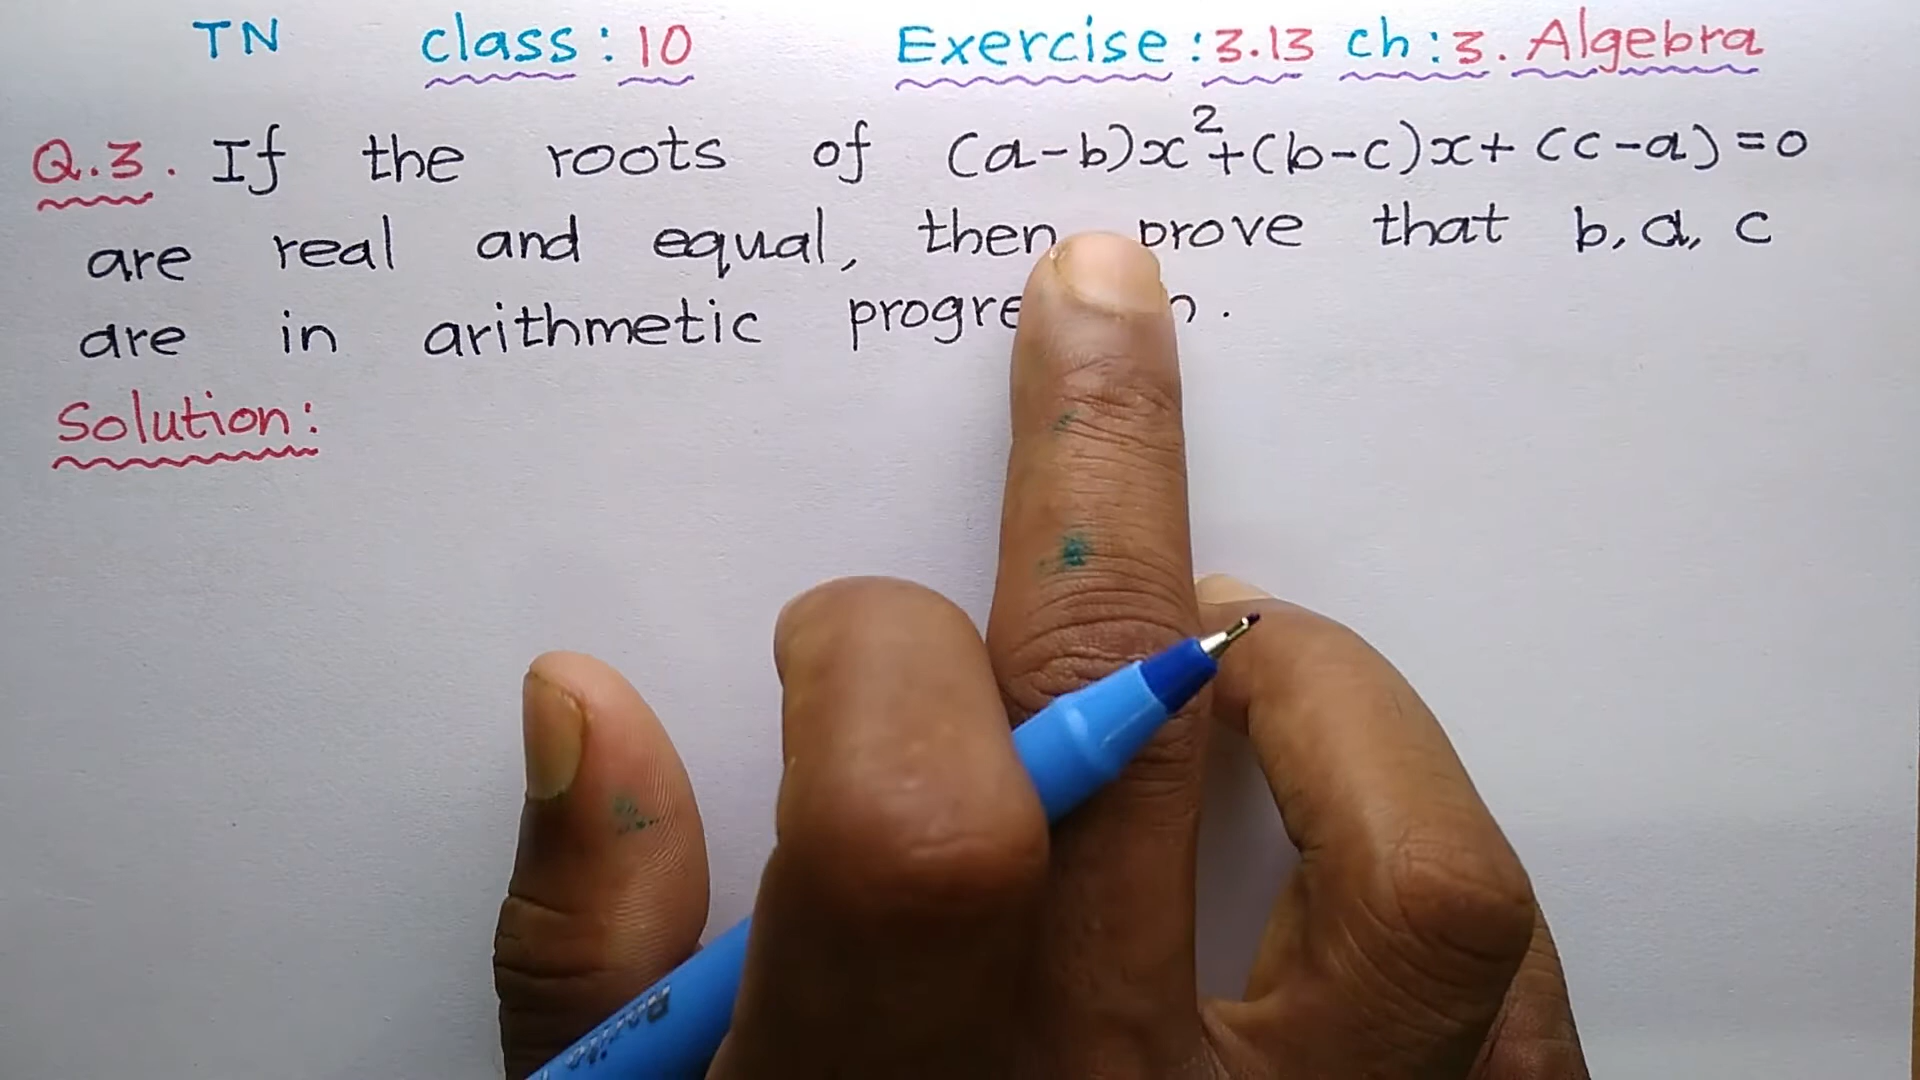 TN class: 10 Exercise: 3.13 ch: 3. Algebra
Q.3. If the roots of (a-b)x²+(b-c)x+(c-a)=0
are real and equal, then prove that b, a, c
are in arithmetic
Solution: